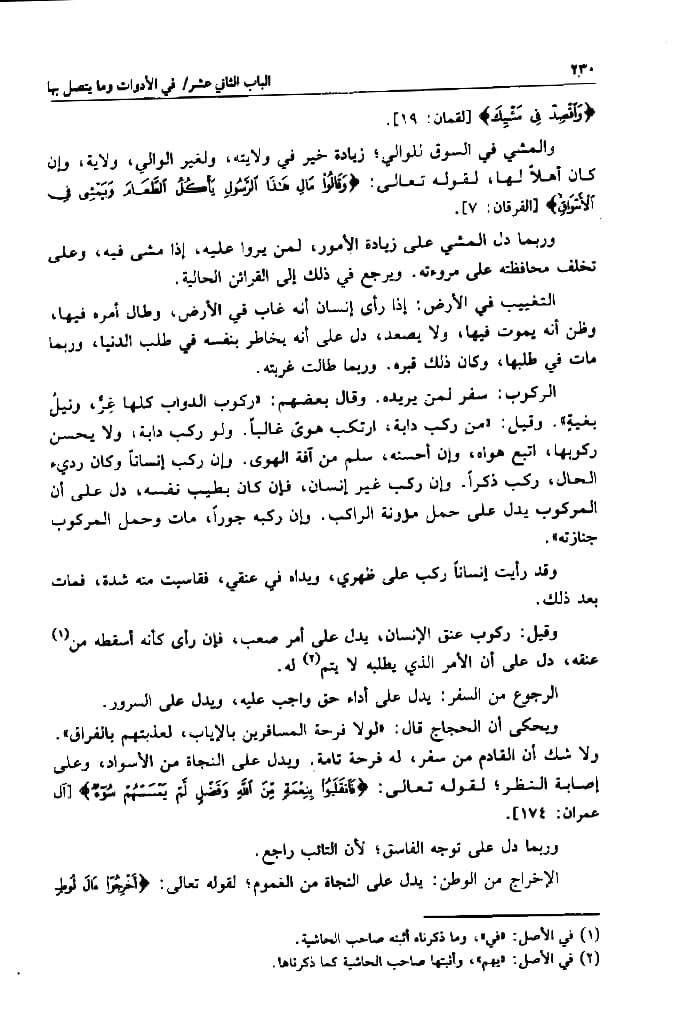 ٢٣٠
الباب الثاني عشر/ في الأدوات وما يتصل بها
﴿وَٱقْصِدْ فِى مَشْيِكَ﴾ [لقمان: ١٩].
والمشي في السوق للوالي؛ زيادة خير في ولايته، ولغير الوالي، ولاية، وإن
كان أهلاً لها، لقوله تعالى: ﴿وَقَالُوا۟ مَالِ هَٰذَا ٱلرَّسُولِ يَأْكُلُ ٱلطَّعَامَ وَيَمْشِى فِى
ٱلْأَسْوَاقِ﴾ [الفرقان: ٧].
وربما دل المشي على زيادة الأمور، لمن يروا عليه، إذا مشى فيه، وعلى
تخلف محافظته على مروءته. ويرجع في ذلك إلى القرائن الحالية.
التغييب في الأرض: إذا رأى إنسان أنه غاب في الأرض، وطال أمره فيها،
وظن أنه يموت فيها، ولا يصعد، دل على أنه يخاطر بنفسه في طلب الدنيا، وربما
مات في طلبها، وكان ذلك قبره. وربما طالت غربته.
الركوب: سفر لمن يريده. وقال بعضهم: «ركوب الدواب كلها عِزٌّ، ونيلُ
بغيةٍ». وقيل: «من ركب دابة، ارتكب هوىً غالباً. ولو ركب دابة، ولا يحسن
ركوبها، اتبع هواه، وإن أحسنه، سلم من آفة الهوى. وإن ركب إنساناً وكان رديء
الحال، ركب ذكراً. وإن ركب غير إنسان، فإن كان بطيب نفسه، دل على أن
المركوب يدل على حمل مؤونة الراكب. وإن ركبه جوراً، مات وحمل المركوب
جنازته».
وقد رأيت إنساناً ركب على ظهري، ويداه في عنقي، فقاسيت منه شدة، فمات
بعد ذلك.
وقيل: ركوب عنق الإنسان، يدل على أمر صعب، فإن رأى كأنه أسقطه من(١)
عنقه، دل على أن الأمر الذي يطلبه لا يتم(٢) له.
الرجوع من السفر: يدل على أداء حق واجب عليه، ويدل على السرور.
ويحكى أن الحجاج قال: «لولا فرحة المسافرين بالإياب، لعذبتهم بالفراق».
ولا شك أن القادم من سفر، له فرحة تامة. ويدل على النجاة من الأسواد، وعلى
إصابة النظر؛ لقوله تعالى: ﴿فَٱنقَلَبُوا۟ بِنِعْمَةٍ مِّنَ ٱللَّهِ وَفَضْلٍ لَّمْ يَمْسَسْهُمْ سُوٓءٌ﴾ [آل
عمران: ١٧٤].
وربما دل على توجه الفاسق؛ لأن التائب راجع.
الإخراج من الوطن: يدل على النجاة من الغموم؛ لقوله تعالى: ﴿أَخْرِجُوٓا۟ ءَالَ لُوطٍ
(١) في الأصل: «في»، وما ذكرناه أثبته صاحب الحاشية.
(٢) في الأصل: «يهم»، وأثبتها صاحب الحاشية كما ذكرناها.